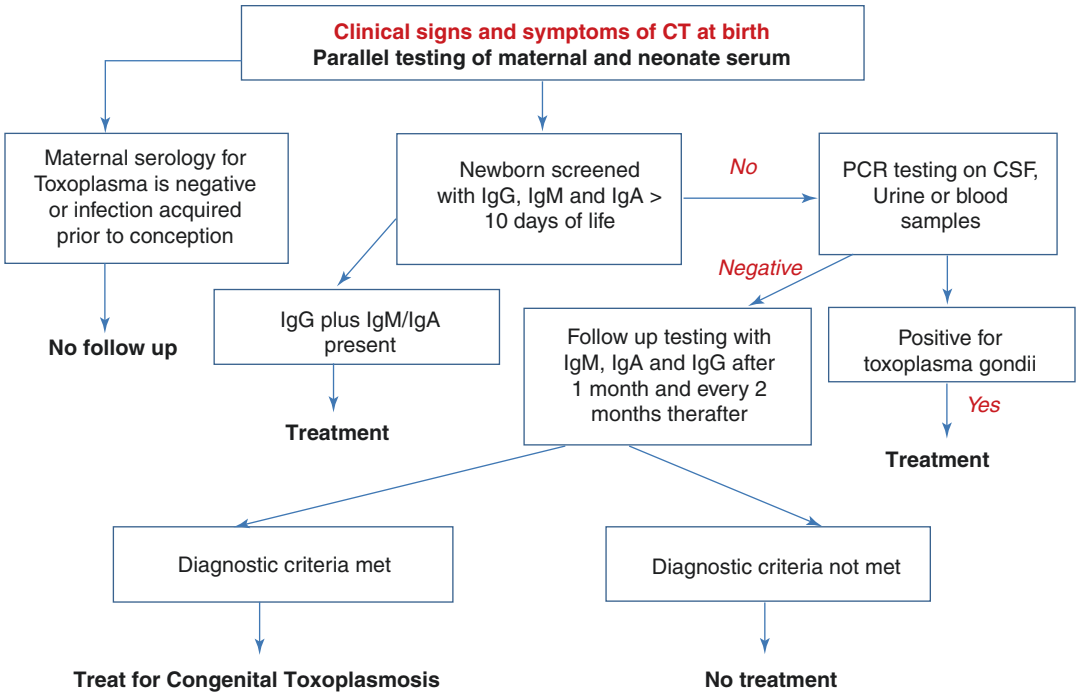 Clinical signs and symptoms of CT at birth
Parallel testing of maternal and neonate serum
Maternal serology for
Toxoplasma is negative
or infection acquired
prior to conception
No follow up
Newborn screened
with IgG, IgM and IgA >
10 days of life
No
PCR testing on CSF,
Urine or blood
samples
IgG plus IgM/IgA
present
Treatment
Negative
Follow up testing with
IgM, IgA and IgG after
1 month and every 2
months therafter
Positive for
toxoplasma gondii
Yes
Treatment
Diagnostic criteria met
Treat for Congenital Toxoplasmosis
Diagnostic criteria not met
No treatment